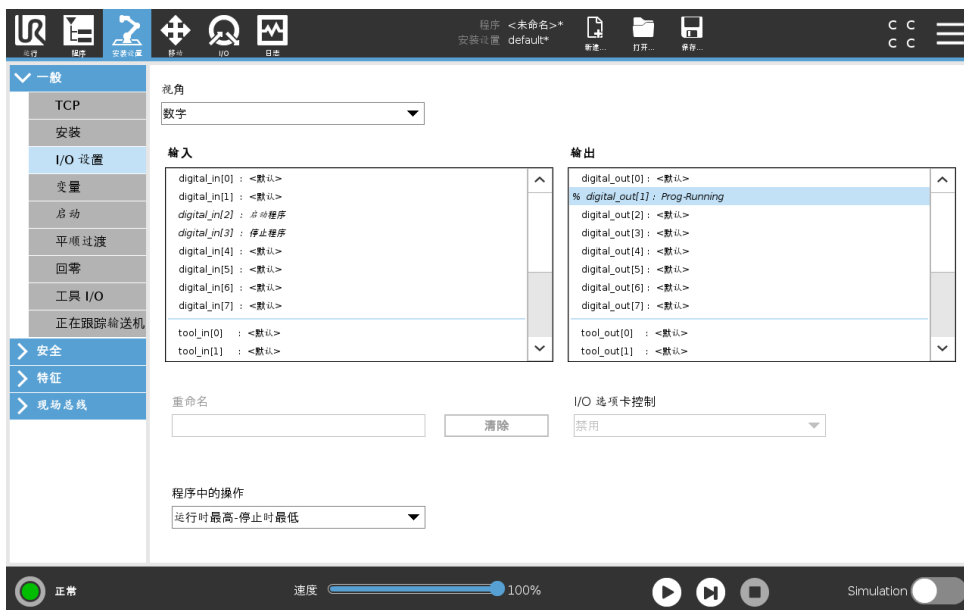 UR
运行
程序
安装设置
移动
I/O
日志
程序 <未命名>*
安装设置 default*
新建...
打开...
保存...
C C
C C
一般
TCP
安装
I/O 设置
变量
启动
平顺过渡
回零
工具 I/O
正在跟踪输送机
安全
特征
现场总线
视角
数字
输入
digital_in[0] : <默认>
digital_in[1] : <默认>
digital_in[2] : 启动程序
digital_in[3] : 停止程序
digital_in[4] : <默认>
digital_in[5] : <默认>
digital_in[6] : <默认>
digital_in[7] : <默认>
tool_in[0] : <默认>
tool_in[1] : <默认>
输出
digital_out[0] : <默认>
% digital_out[1] : Prog-Running
digital_out[2] : <默认>
digital_out[3] : <默认>
digital_out[4] : <默认>
digital_out[5] : <默认>
digital_out[6] : <默认>
digital_out[7] : <默认>
tool_out[0] : <默认>
tool_out[1] : <默认>
重命名
清除
I/O 选项卡控制
禁用
程序中的操作
运行时最高-停止时最低
正常
速度
100%
Simulation